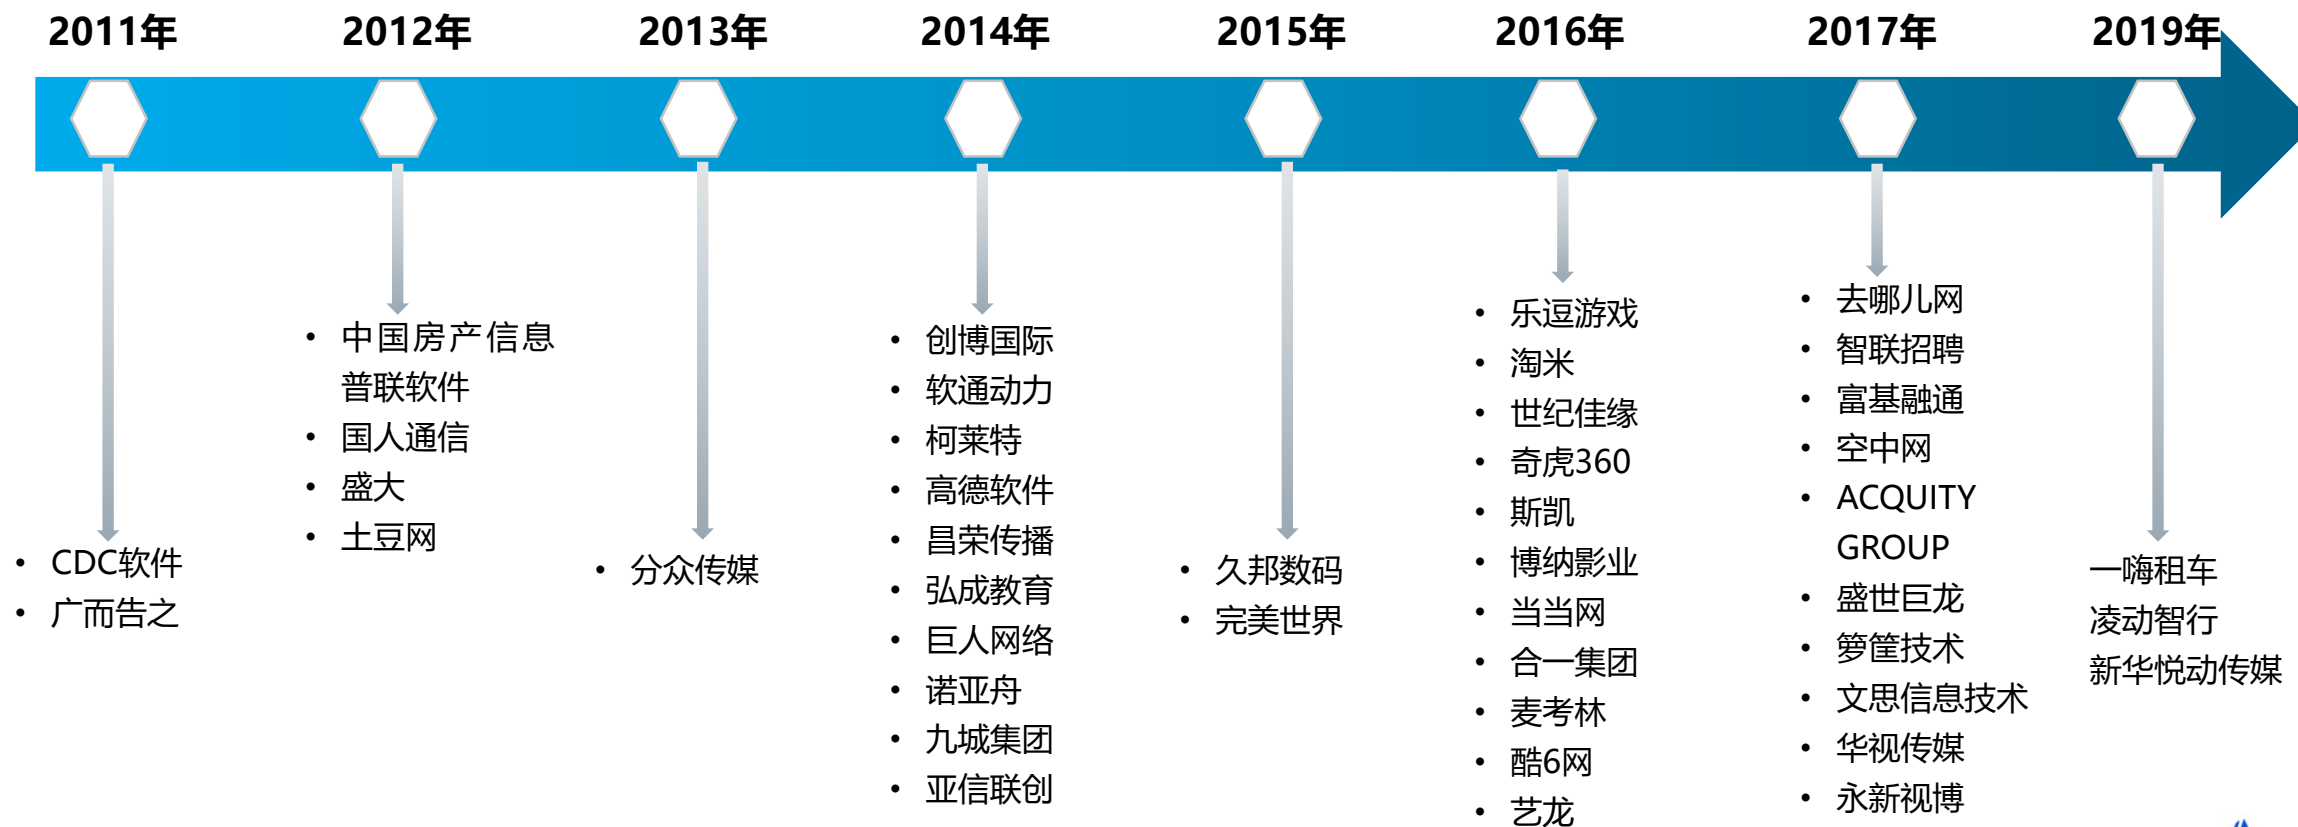 2011年
2012年
2013年
2014年
2015年
2016年
2017年
2019年
• CDC软件
• 广而告之
• 中国房产信息
普联软件
• 国人通信
• 盛大
• 土豆网
• 分众传媒
• 创博国际
• 软通动力
• 柯莱特
• 高德软件
• 昌荣传播
• 弘成教育
• 巨人网络
• 诺亚舟
• 九城集团
• 亚信联创
• 久邦数码
• 完美世界
• 乐逗游戏
• 淘米
• 世纪佳缘
• 奇虎360
• 斯凯
• 博纳影业
• 当当网
• 合一集团
• 麦考林
• 酷6网
• 艺龙
• 去哪儿网
• 智联招聘
• 富基融通
• 空中网
• ACQUITY
GROUP
• 盛世巨龙
• 箩筐技术
• 文思信息技术
• 华视传媒
• 永新视博
一嗨租车
凌动智行
新华悦动传媒